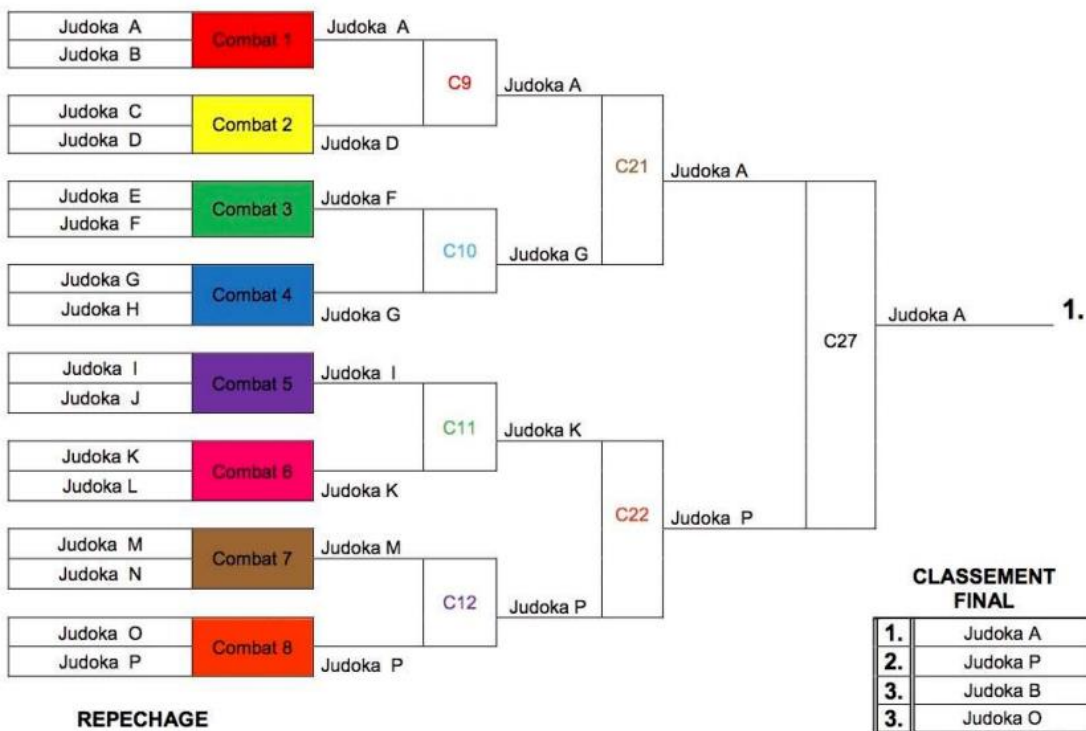 Judoka A
Judoka B
Combat 1
Judoka A
C9
Judoka A
Judoka C
Judoka D
Combat 2
Judoka D
C21
Judoka A
Judoka E
Judoka F
Combat 3
Judoka F
C10
Judoka G
Judoka G
Judoka H
Combat 4
Judoka G
C27
Judoka A
1.
Judoka I
Judoka J
Combat 5
Judoka I
C11
Judoka K
Judoka K
Judoka L
Combat 6
Judoka K
C22
Judoka P
Judoka M
Judoka N
Combat 7
Judoka M
C12
Judoka P
Judoka O
Judoka P
Combat 8
Judoka P
CLASSEMENT
FINAL
1. Judoka A
2. Judoka P
3. Judoka B
3. Judoka O
REPECHAGE